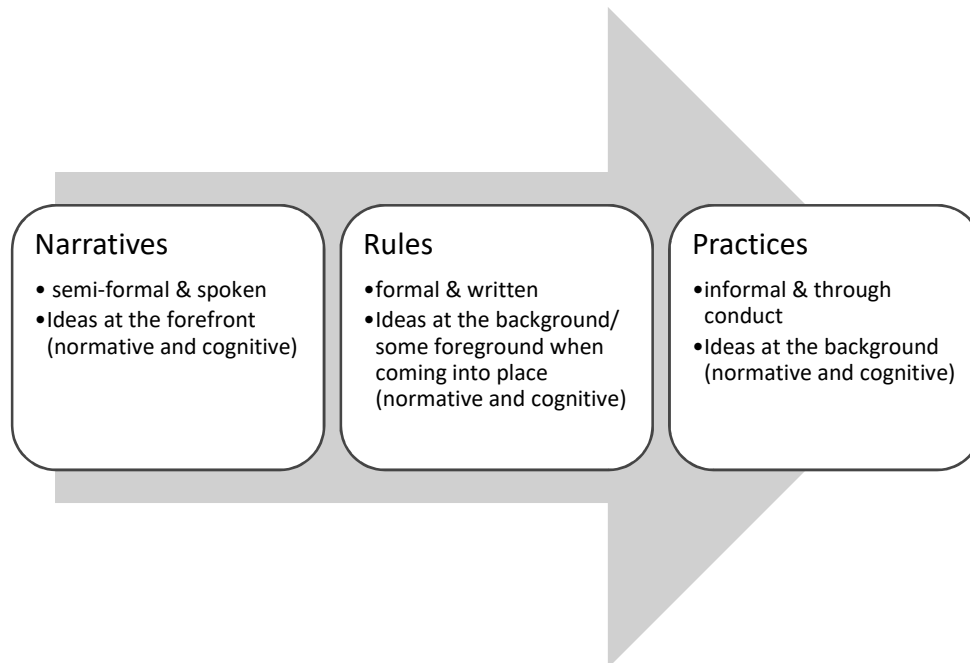 Narratives
• semi-formal & spoken
•Ideas at the forefront
(normative and cognitive)
Rules
•formal & written
•Ideas at the background/
some foreground when
coming into place
(normative and cognitive)
Practices
•informal & through
conduct
•Ideas at the background
(normative and cognitive)